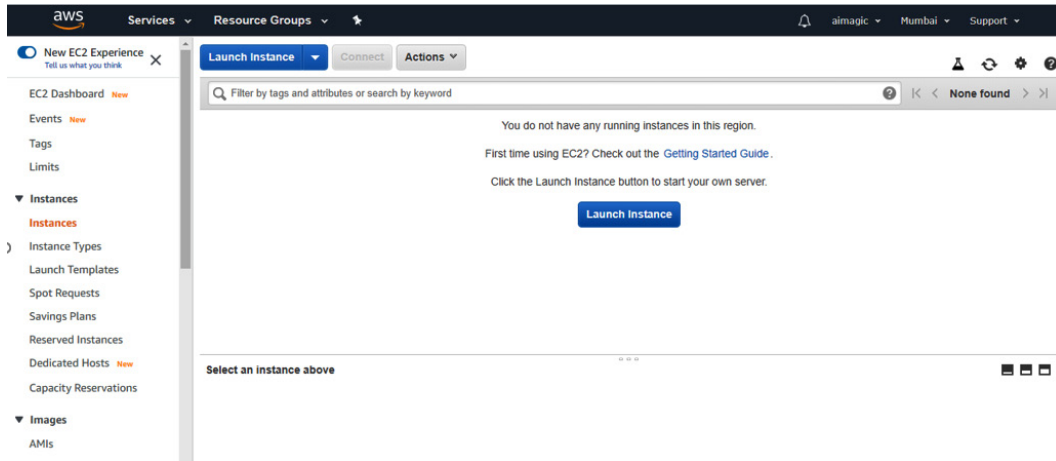 aws Services Resource Groups aimagic Mumbai Support
New EC2 Experience
Tell us what you think
EC2 Dashboard New
Events New
Tags
Limits
Instances
Instances
Instance Types
Launch Templates
Spot Requests
Savings Plans
Reserved Instances
Dedicated Hosts New
Capacity Reservations
Images
AMIs
Launch Instance Connect Actions
Filter by tags and attributes or search by keyword None found
You do not have any running instances in this region.
First time using EC2? Check out the Getting Started Guide.
Click the Launch Instance button to start your own server.
Launch Instance
Select an instance above